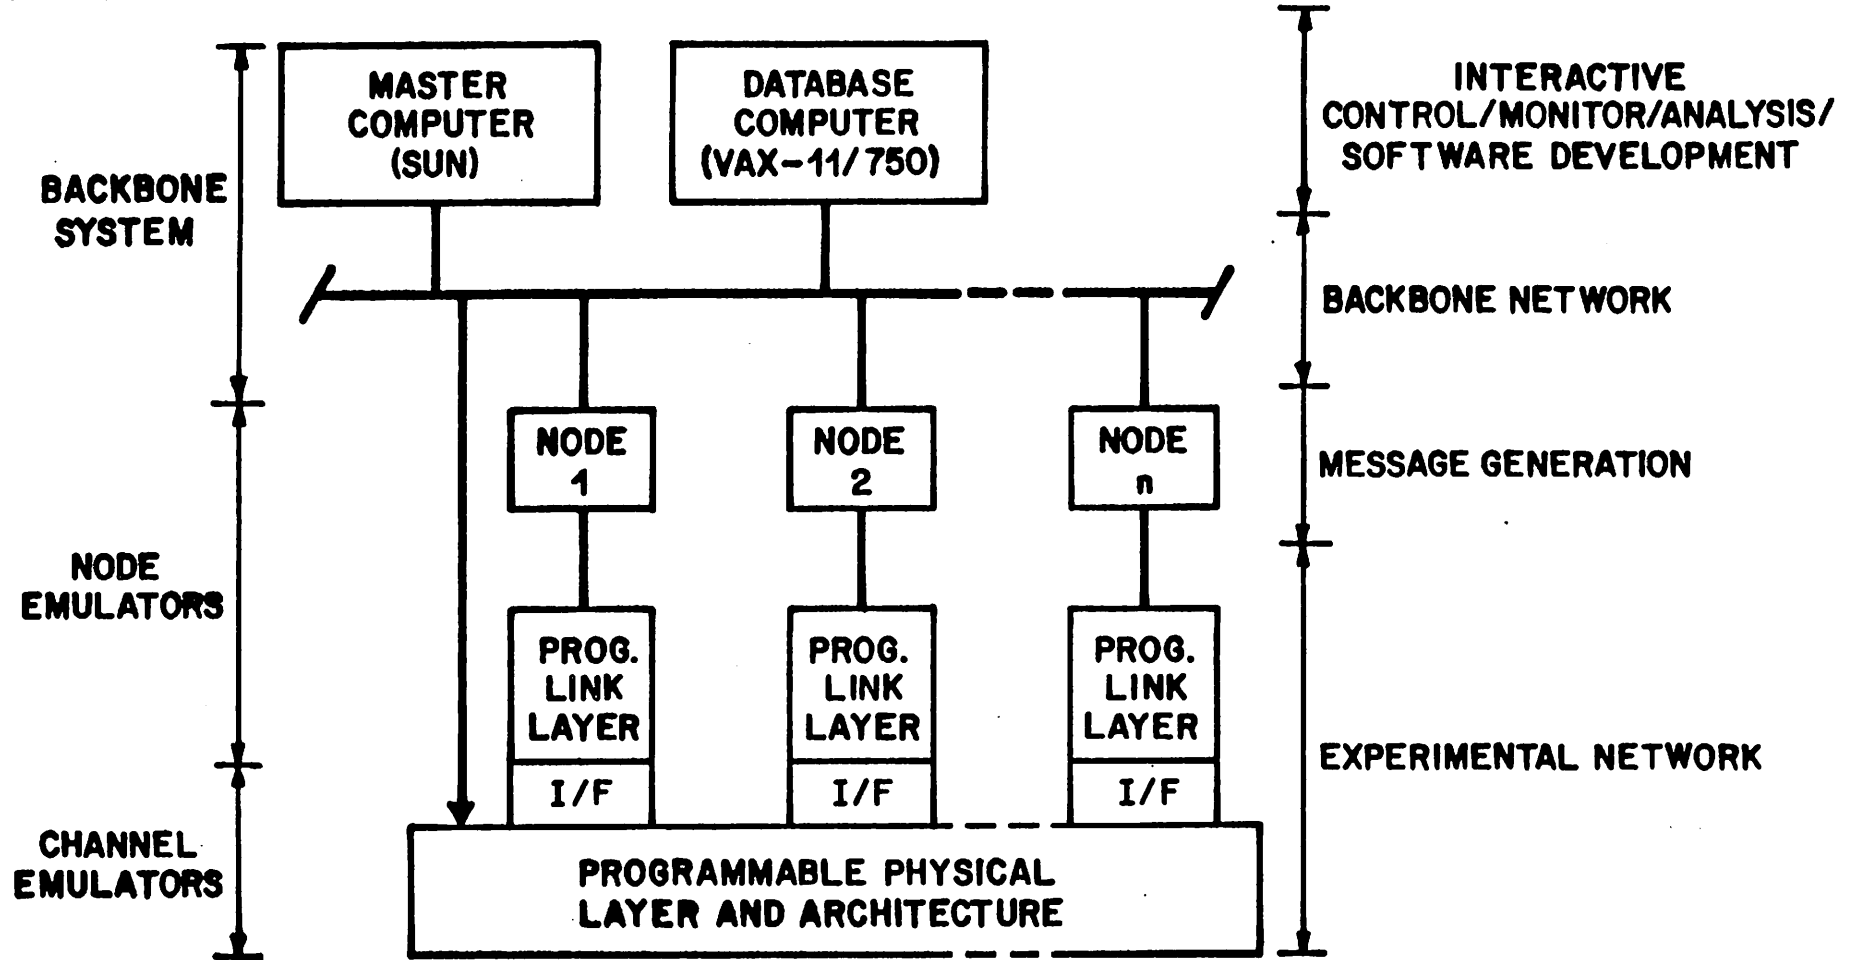 MASTER
COMPUTER
(SUN)
DATABASE
COMPUTER
(VAX-11/750)
INTERACTIVE
CONTROL/MONITOR/ANALYSIS/
SOFTWARE DEVELOPMENT
BACKBONE
SYSTEM
BACKBONE NETWORK
NODE
1
NODE
2
NODE
n
MESSAGE GENERATION
NODE
EMULATORS
PROG.
LINK
LAYER
I/F
PROG.
LINK
LAYER
I/F
PROG.
LINK
LAYER
I/F
EXPERIMENTAL NETWORK
CHANNEL
EMULATORS
PROGRAMMABLE PHYSICAL
LAYER AND ARCHITECTURE